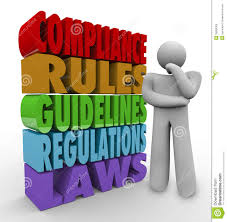 COMPLIANCE
RULES
GUIDELINES
REGULATIONS
LAWS